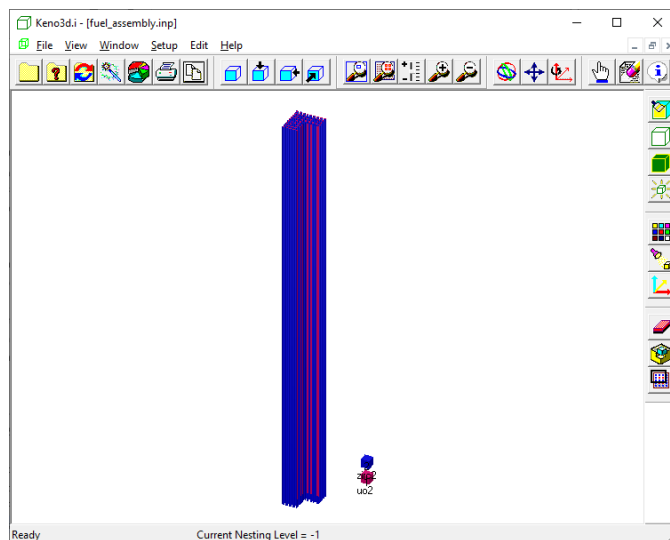 Keno3d.i - [fuel_assembly.inp]
File View Window Setup Edit Help
uo2
Ready Current Nesting Level = -1